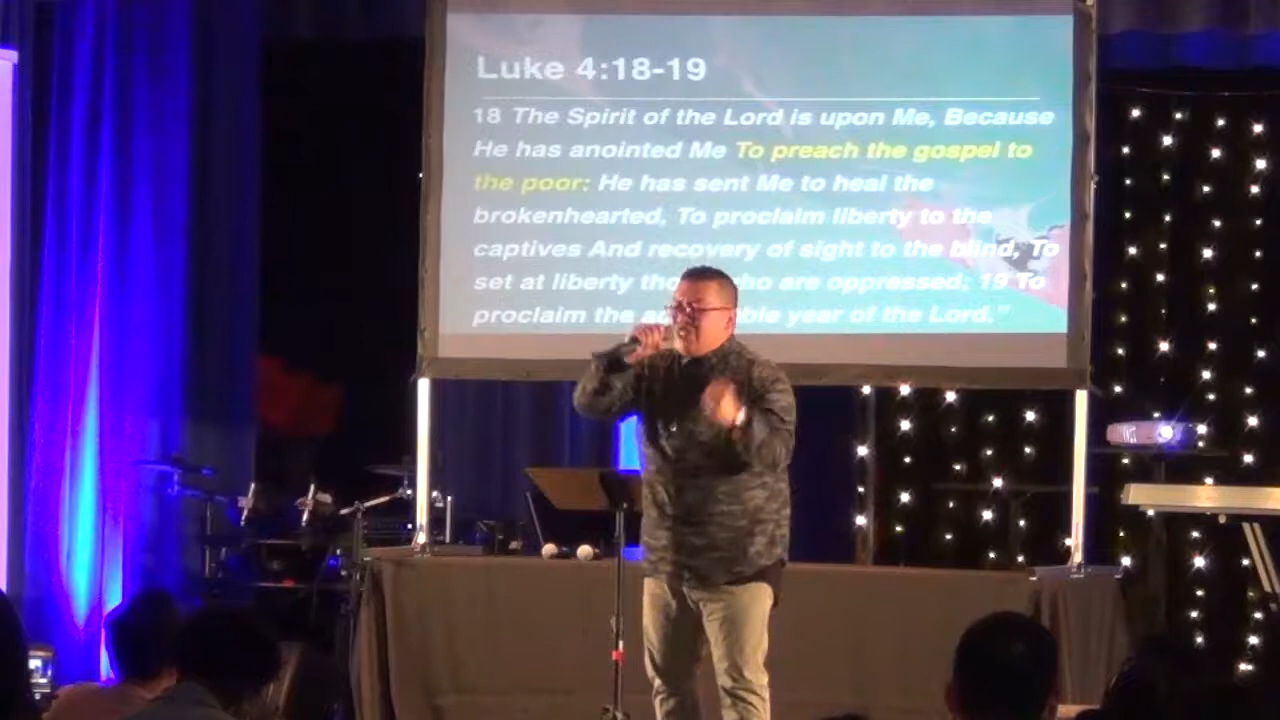 Luke 4:18-19
18 The Spirit of the Lord is upon Me, Because
He has anointed Me To preach the gospel to
the poor: He has sent Me to heal the
brokenhearted, To proclaim liberty to the
captives And recovery of sight to the blind, To
set at liberty who are oppressed; 19 To
proclaim the year of the Lord."